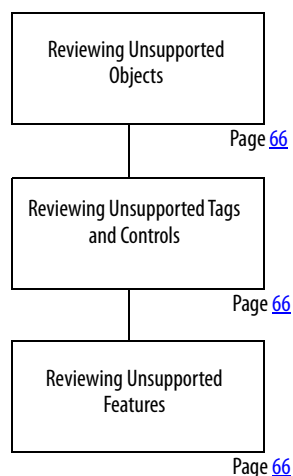 Reviewing Unsupported
Objects
Page 66
Reviewing Unsupported Tags
and Controls
Page 66
Reviewing Unsupported
Features
Page 66